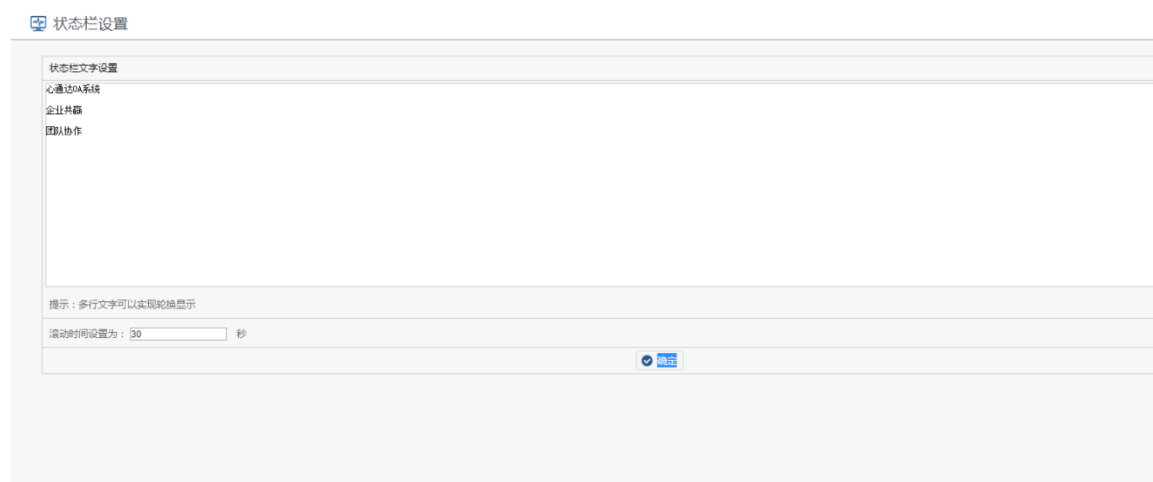 状态栏设置
状态栏文字设置
心通达OA系统
企业共赢
团队协作
提示：多行文字可以实现轮换显示
滚动时间设置为： 30 秒
确定